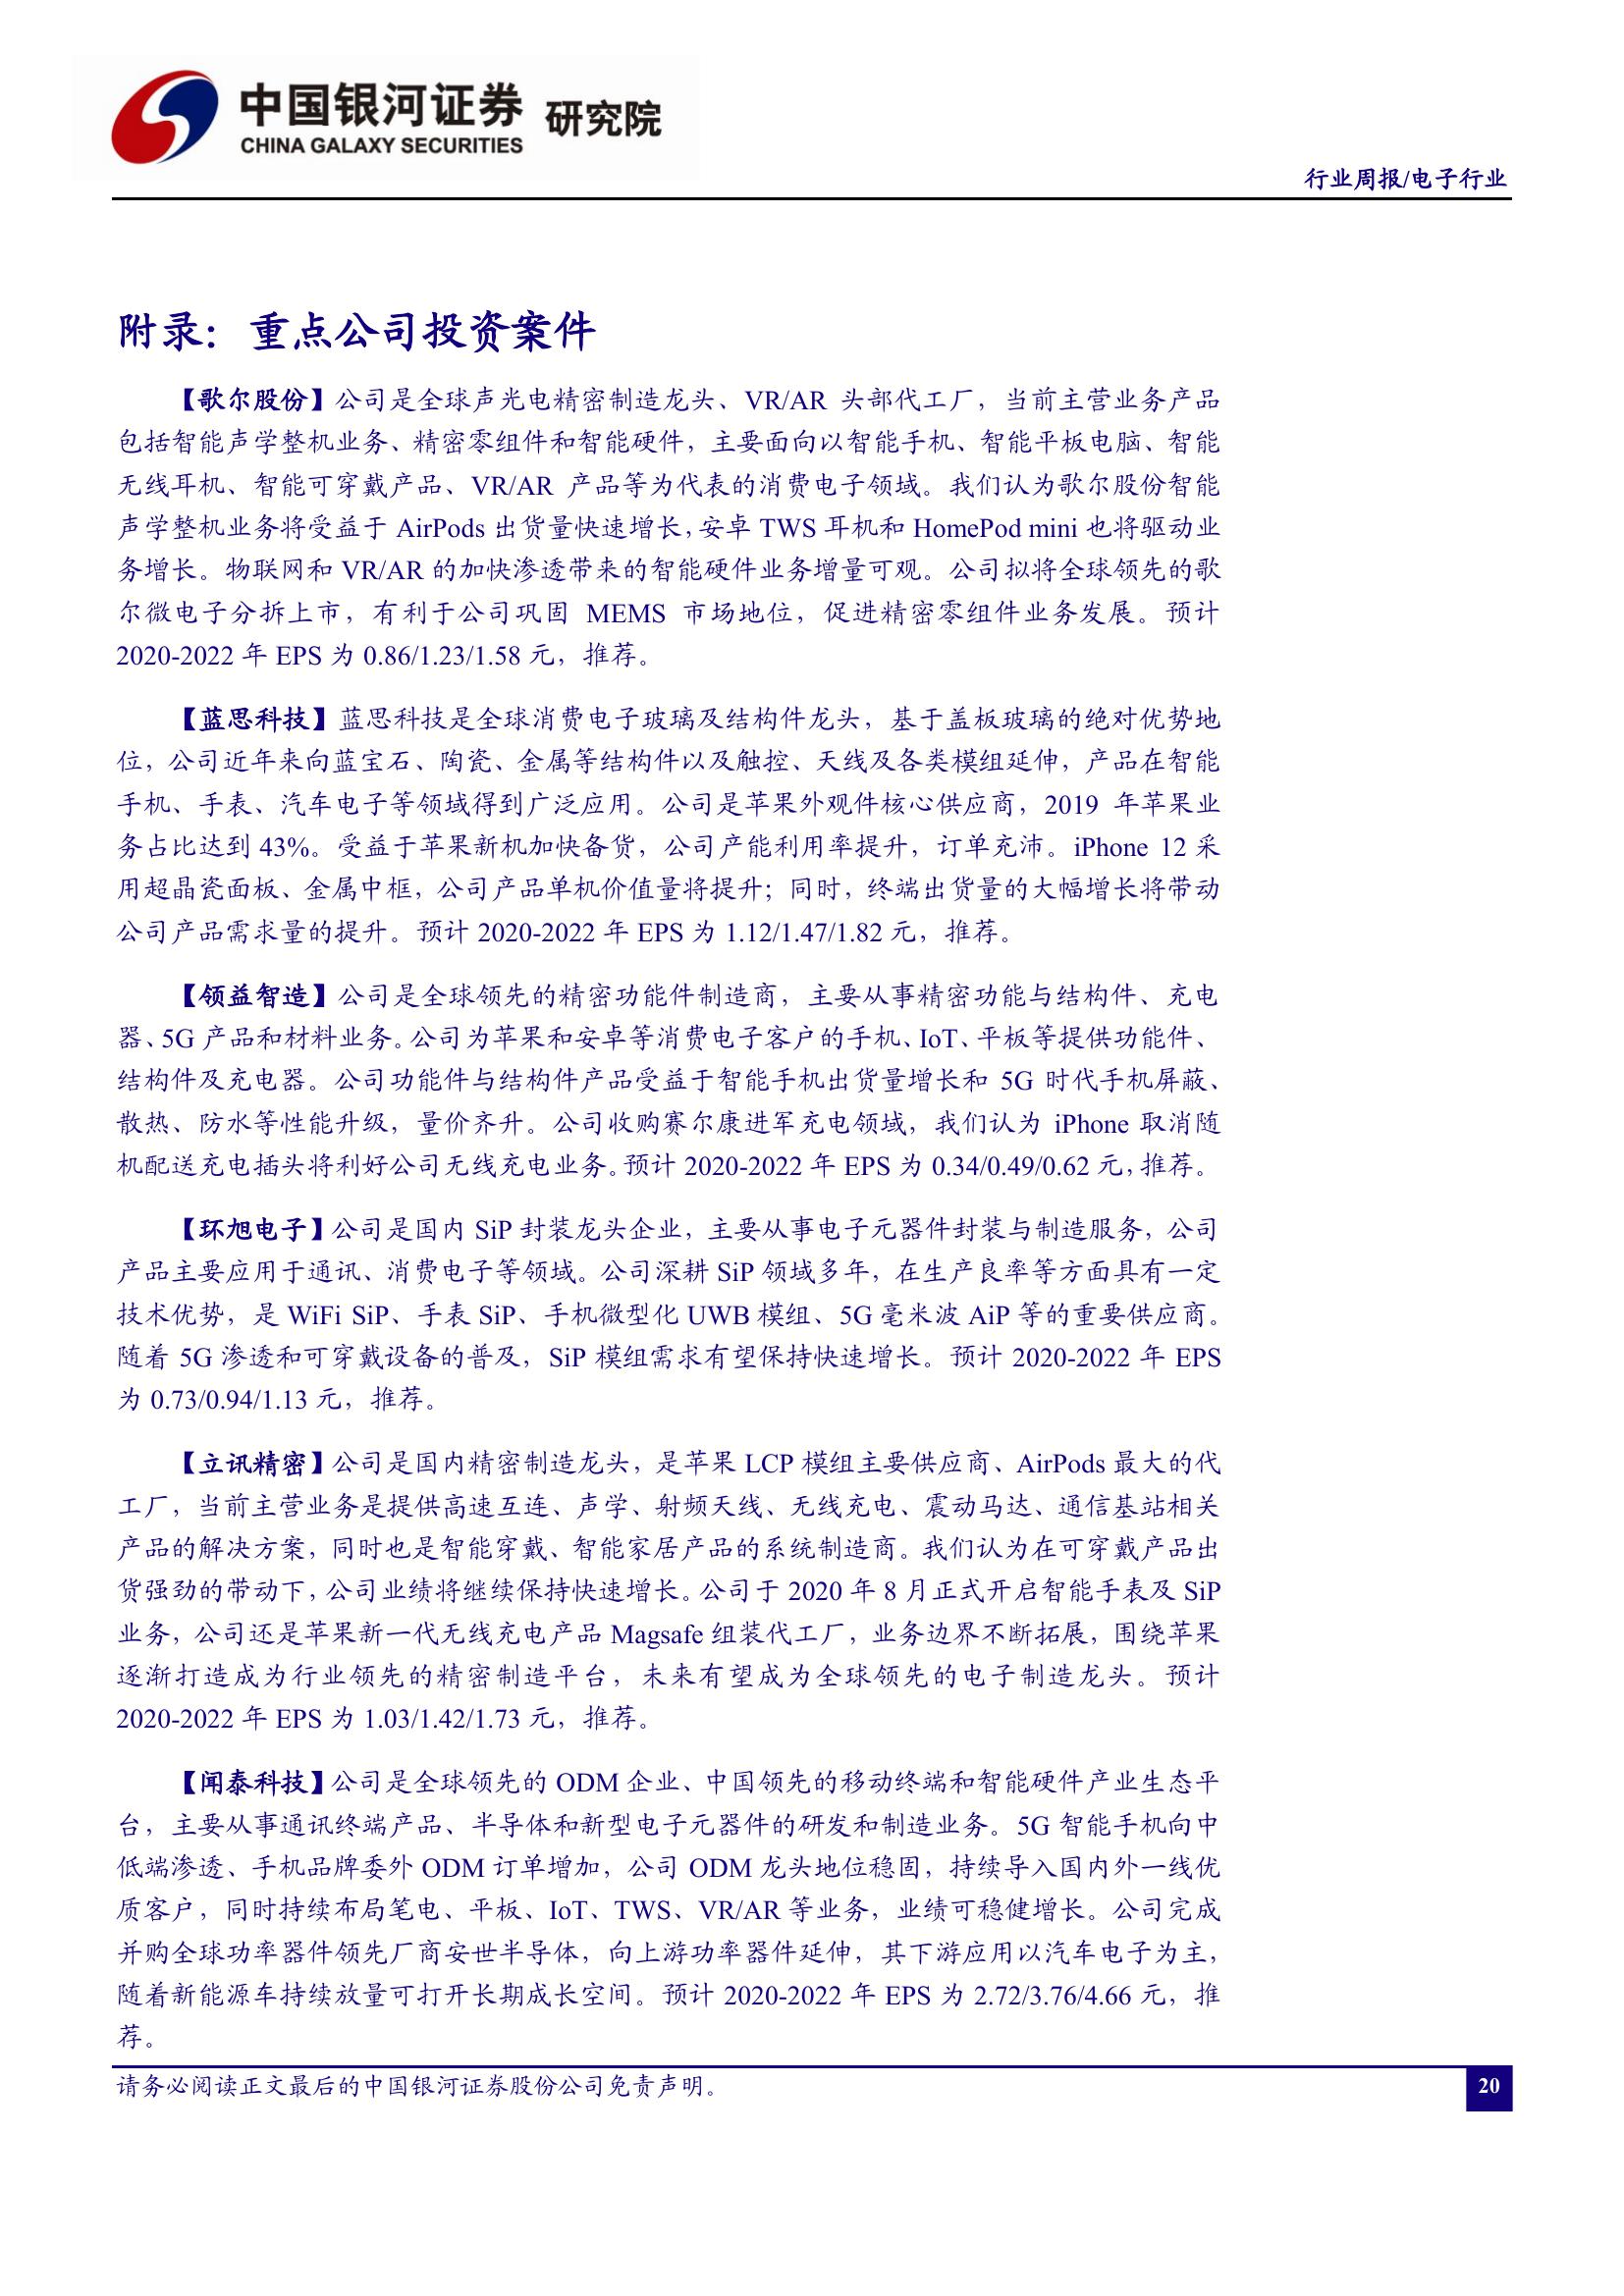 中国银河证券 研究院
CHINA GALAXY SECURITIES
行业周报/电子行业
附录：重点公司投资案件
【歌尔股份】公司是全球声光电精密制造龙头、VR/AR 头部代工厂，当前主营业务产品
包括智能声学整机业务、精密零组件和智能硬件，主要面向以智能手机、智能平板电脑、智能
无线耳机、智能可穿戴产品、VR/AR 产品等为代表的消费电子领域。我们认为歌尔股份智能
声学整机业务将受益于 AirPods 出货量快速增长，安卓 TWS 耳机和 HomePod mini 也将驱动业
务增长。物联网和 VR/AR 的加快渗透带来的智能硬件业务增量可观。公司拟将全球领先的歌
尔微电子分拆上市，有利于公司巩固 MEMS 市场地位，促进精密零组件业务发展。预计
2020-2022 年 EPS 为 0.86/1.23/1.58 元，推荐。
【蓝思科技】蓝思科技是全球消费电子玻璃及结构件龙头，基于盖板玻璃的绝对优势地
位，公司近年来向蓝宝石、陶瓷、金属等结构件以及触控、天线及各类模组延伸，产品在智能
手机、手表、汽车电子等领域得到广泛应用。公司是苹果外观件核心供应商，2019 年苹果业
务占比达到 43%。受益于苹果新机加快备货，公司产能利用率提升，订单充沛。iPhone 12 采
用超晶瓷面板、金属中框，公司产品单机价值量将提升；同时，终端出货量的大幅增长将带动
公司产品需求量的提升。预计 2020-2022 年 EPS 为 1.12/1.47/1.82 元，推荐。
【领益智造】公司是全球领先的精密功能件制造商，主要从事精密功能与结构件、充电
器、5G 产品和材料业务。公司为苹果和安卓等消费电子客户的手机、IoT、平板等提供功能件、
结构件及充电器。公司功能件与结构件产品受益于智能手机出货量增长和 5G 时代手机屏蔽、
散热、防水等性能升级，量价齐升。公司收购赛尔康进军充电领域，我们认为 iPhone 取消随
机配送充电插头将利好公司无线充电业务。预计 2020-2022 年 EPS 为 0.34/0.49/0.62 元，推荐。
【环旭电子】公司是国内 SiP 封装龙头企业，主要从事电子元器件封装与制造服务，公司
产品主要应用于通讯、消费电子等领域。公司深耕 SiP 领域多年，在生产良率等方面具有一定
技术优势，是 WiFi SiP、手表 SiP、手机微型化 UWB 模组、5G 毫米波 AiP 等的重要供应商。
随着 5G 渗透和可穿戴设备的普及，SiP 模组需求有望保持快速增长。预计 2020-2022 年 EPS
为 0.73/0.94/1.13 元，推荐。
【立讯精密】公司是国内精密制造龙头，是苹果 LCP 模组主要供应商、AirPods 最大的代
工厂，当前主营业务是提供高速互连、声学、射频天线、无线充电、震动马达、通信基站相关
产品的解决方案，同时也是智能穿戴、智能家居产品的系统制造商。我们认为在可穿戴产品出
货强劲的带动下，公司业绩将继续保持快速增长。公司于 2020 年 8 月正式开启智能手表及 SiP
业务，公司还是苹果新一代无线充电产品 Magsafe 组装代工厂，业务边界不断拓展，围绕苹果
逐渐打造成为行业领先的精密制造平台，未来有望成为全球领先的电子制造龙头。预计
2020-2022 年 EPS 为 1.03/1.42/1.73 元，推荐。
【闻泰科技】公司是全球领先的 ODM 企业、中国领先的移动终端和智能硬件产业生态平
台，主要从事通讯终端产品、半导体和新型电子元器件的研发和制造业务。5G 智能手机向中
低端渗透、手机品牌委外 ODM 订单增加，公司 ODM 龙头地位稳固，持续导入国内外一线优
质客户，同时持续布局笔电、平板、IoT、TWS、VR/AR 等业务，业绩可稳健增长。公司完成
并购全球功率器件领先厂商安世半导体，向上游功率器件延伸，其下游应用以汽车电子为主，
随着新能源车持续放量可打开长期成长空间。预计 2020-2022 年 EPS 为 2.72/3.76/4.66 元，推
荐。
请务必阅读正文最后的中国银河证券股份公司免责声明。
20